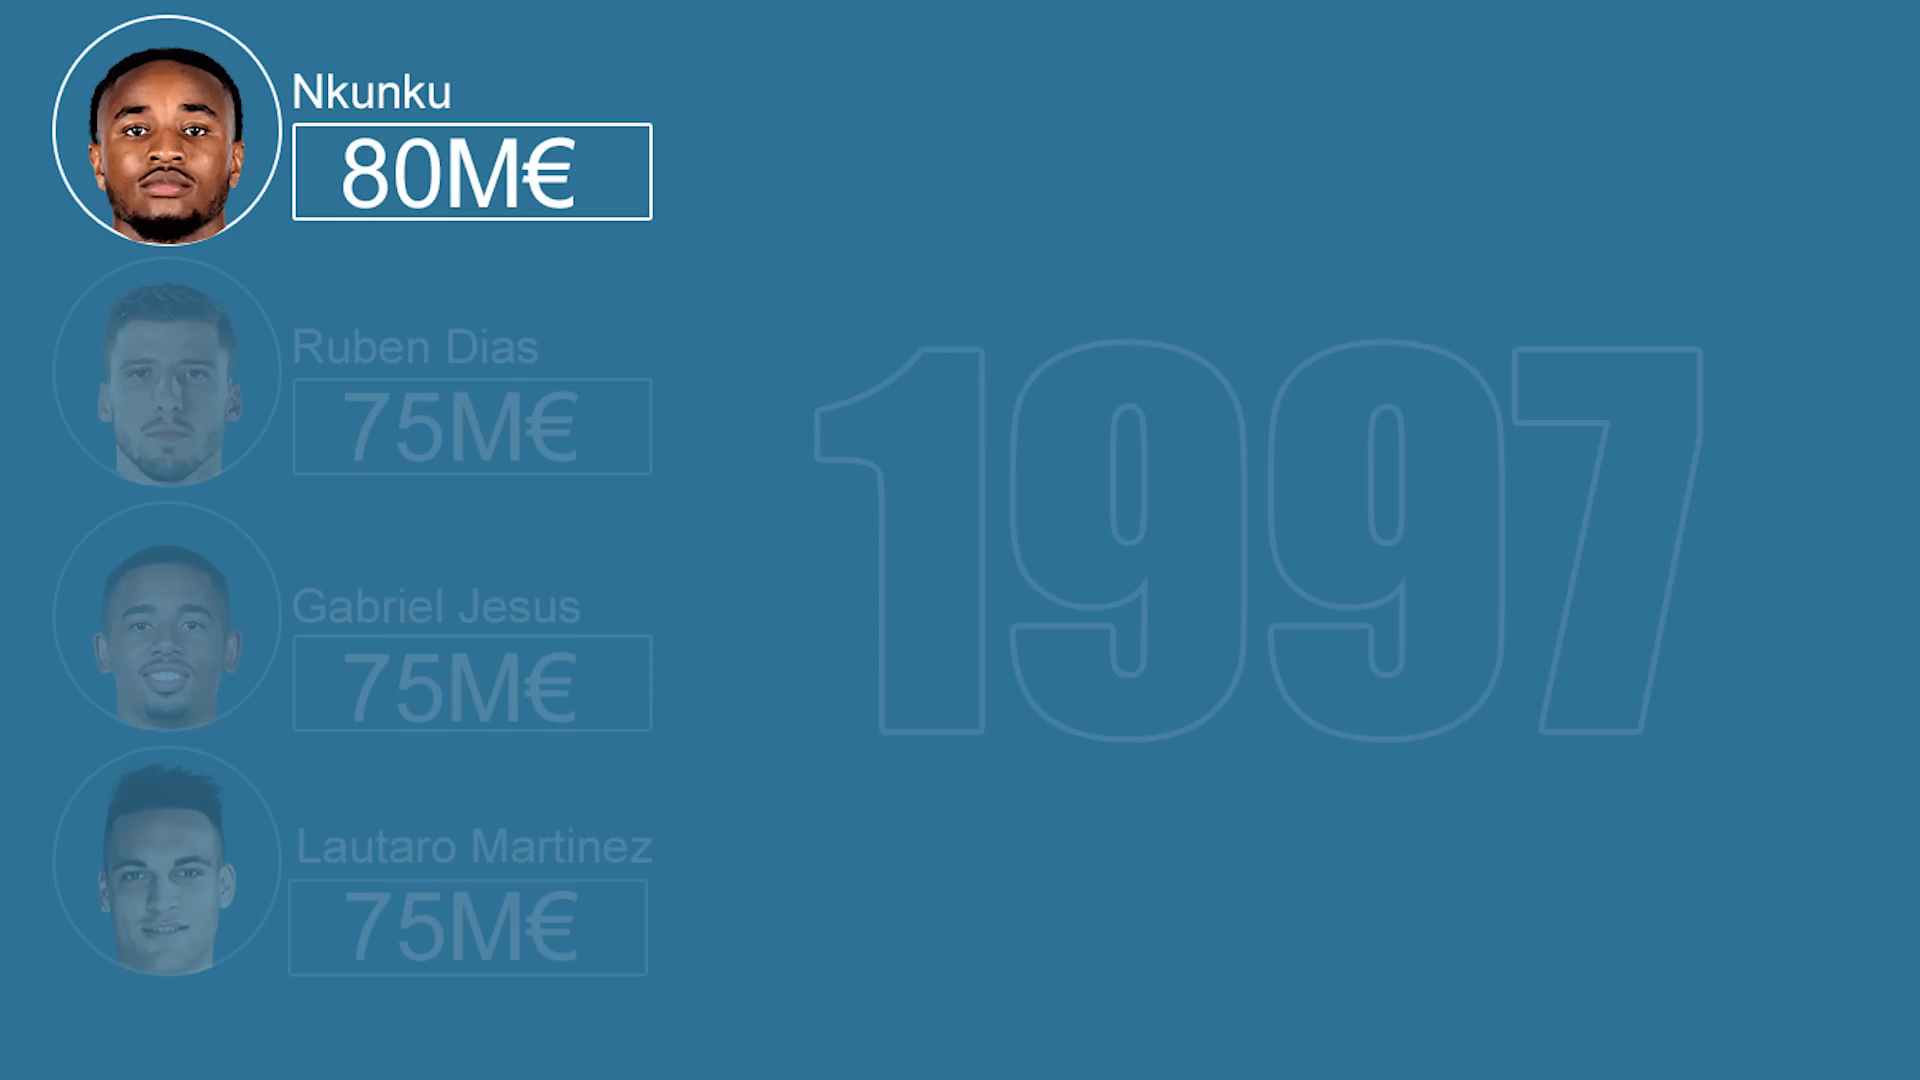 Nkunku
80M€
Ruben Dias
75M€
Gabriel Jesus
75M€
Lautaro Martinez
75M€
1997